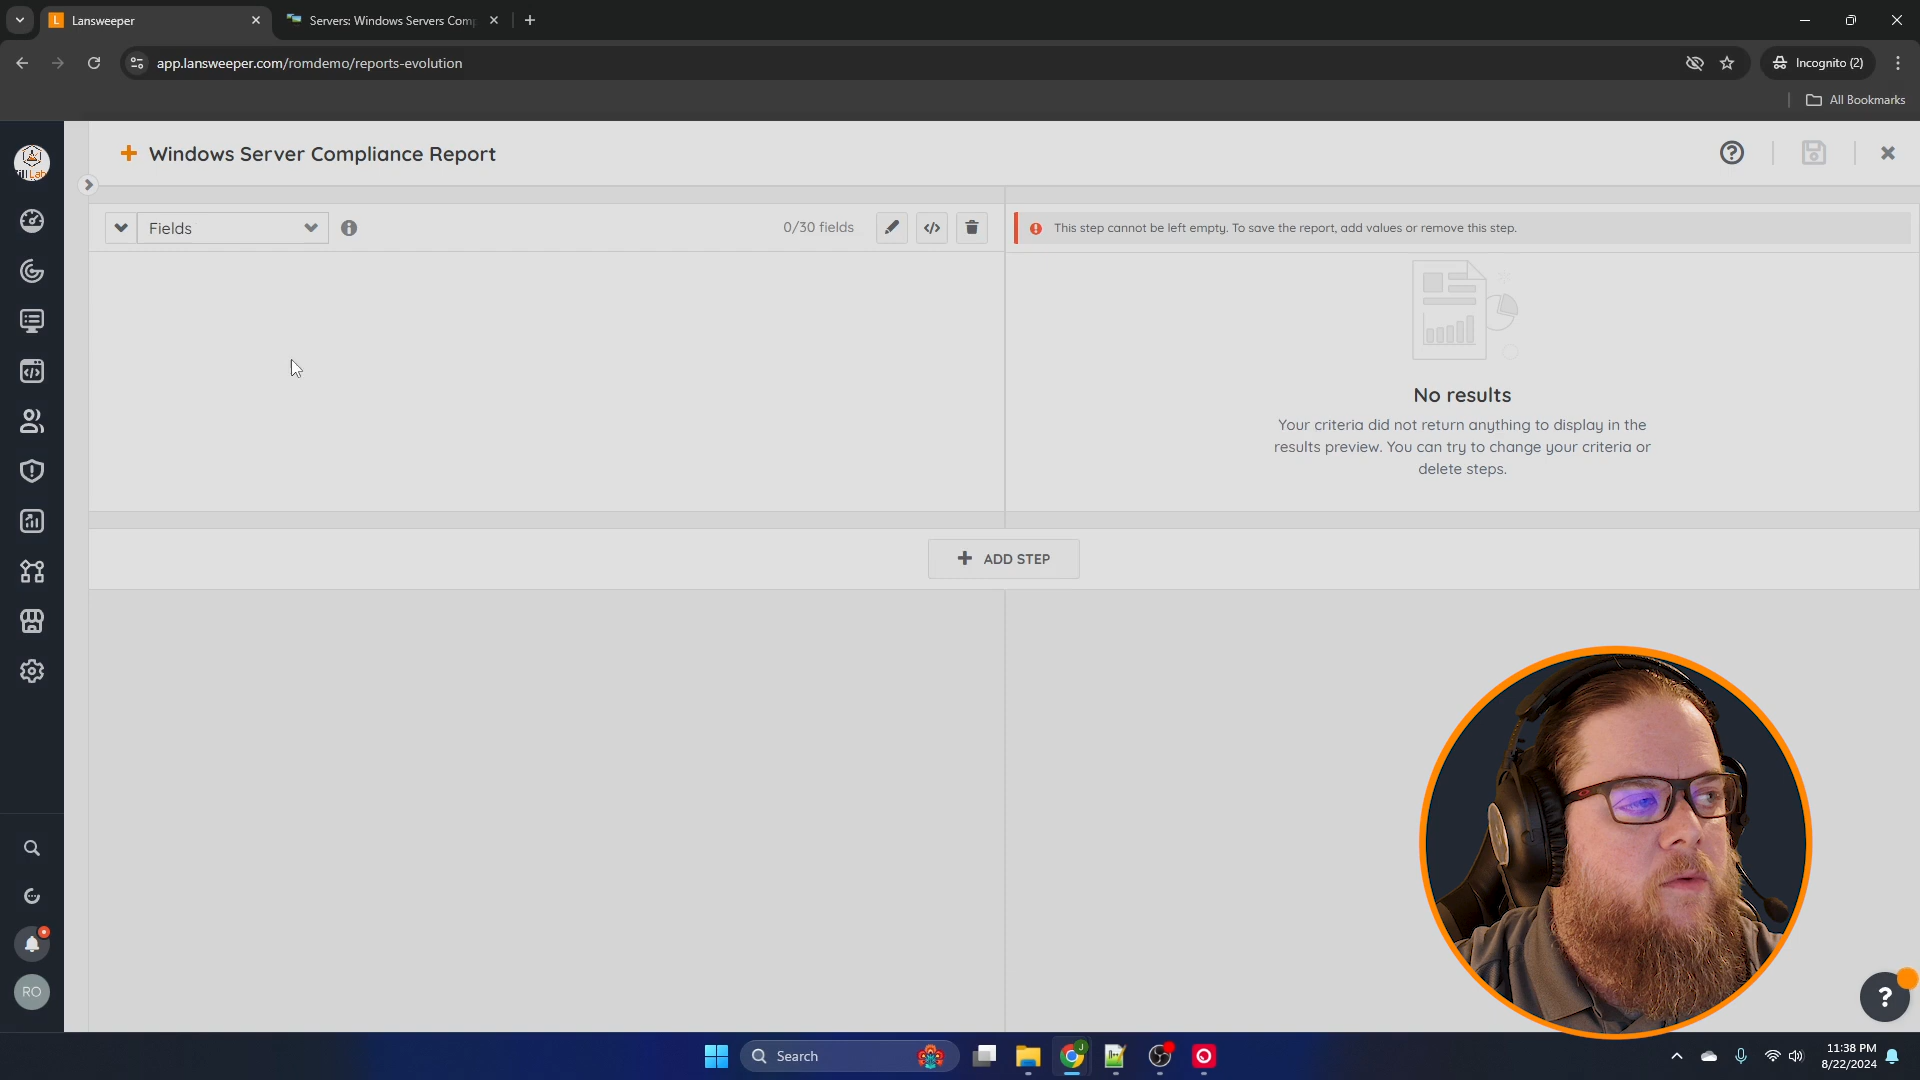 Lansweeper
Servers: Windows Servers Comp
app.lansweeper.com/romdemo/reports-evolution
Incognito (2)
All Bookmarks
Windows Server Compliance Report
Fields
0/30 fields
This step cannot be left empty. To save the report, add values or remove this step.
No results
Your criteria did not return anything to display in the
results preview. You can try to change your criteria or
delete steps.
ADD STEP
RO
Search
11:38 PM
8/22/2024